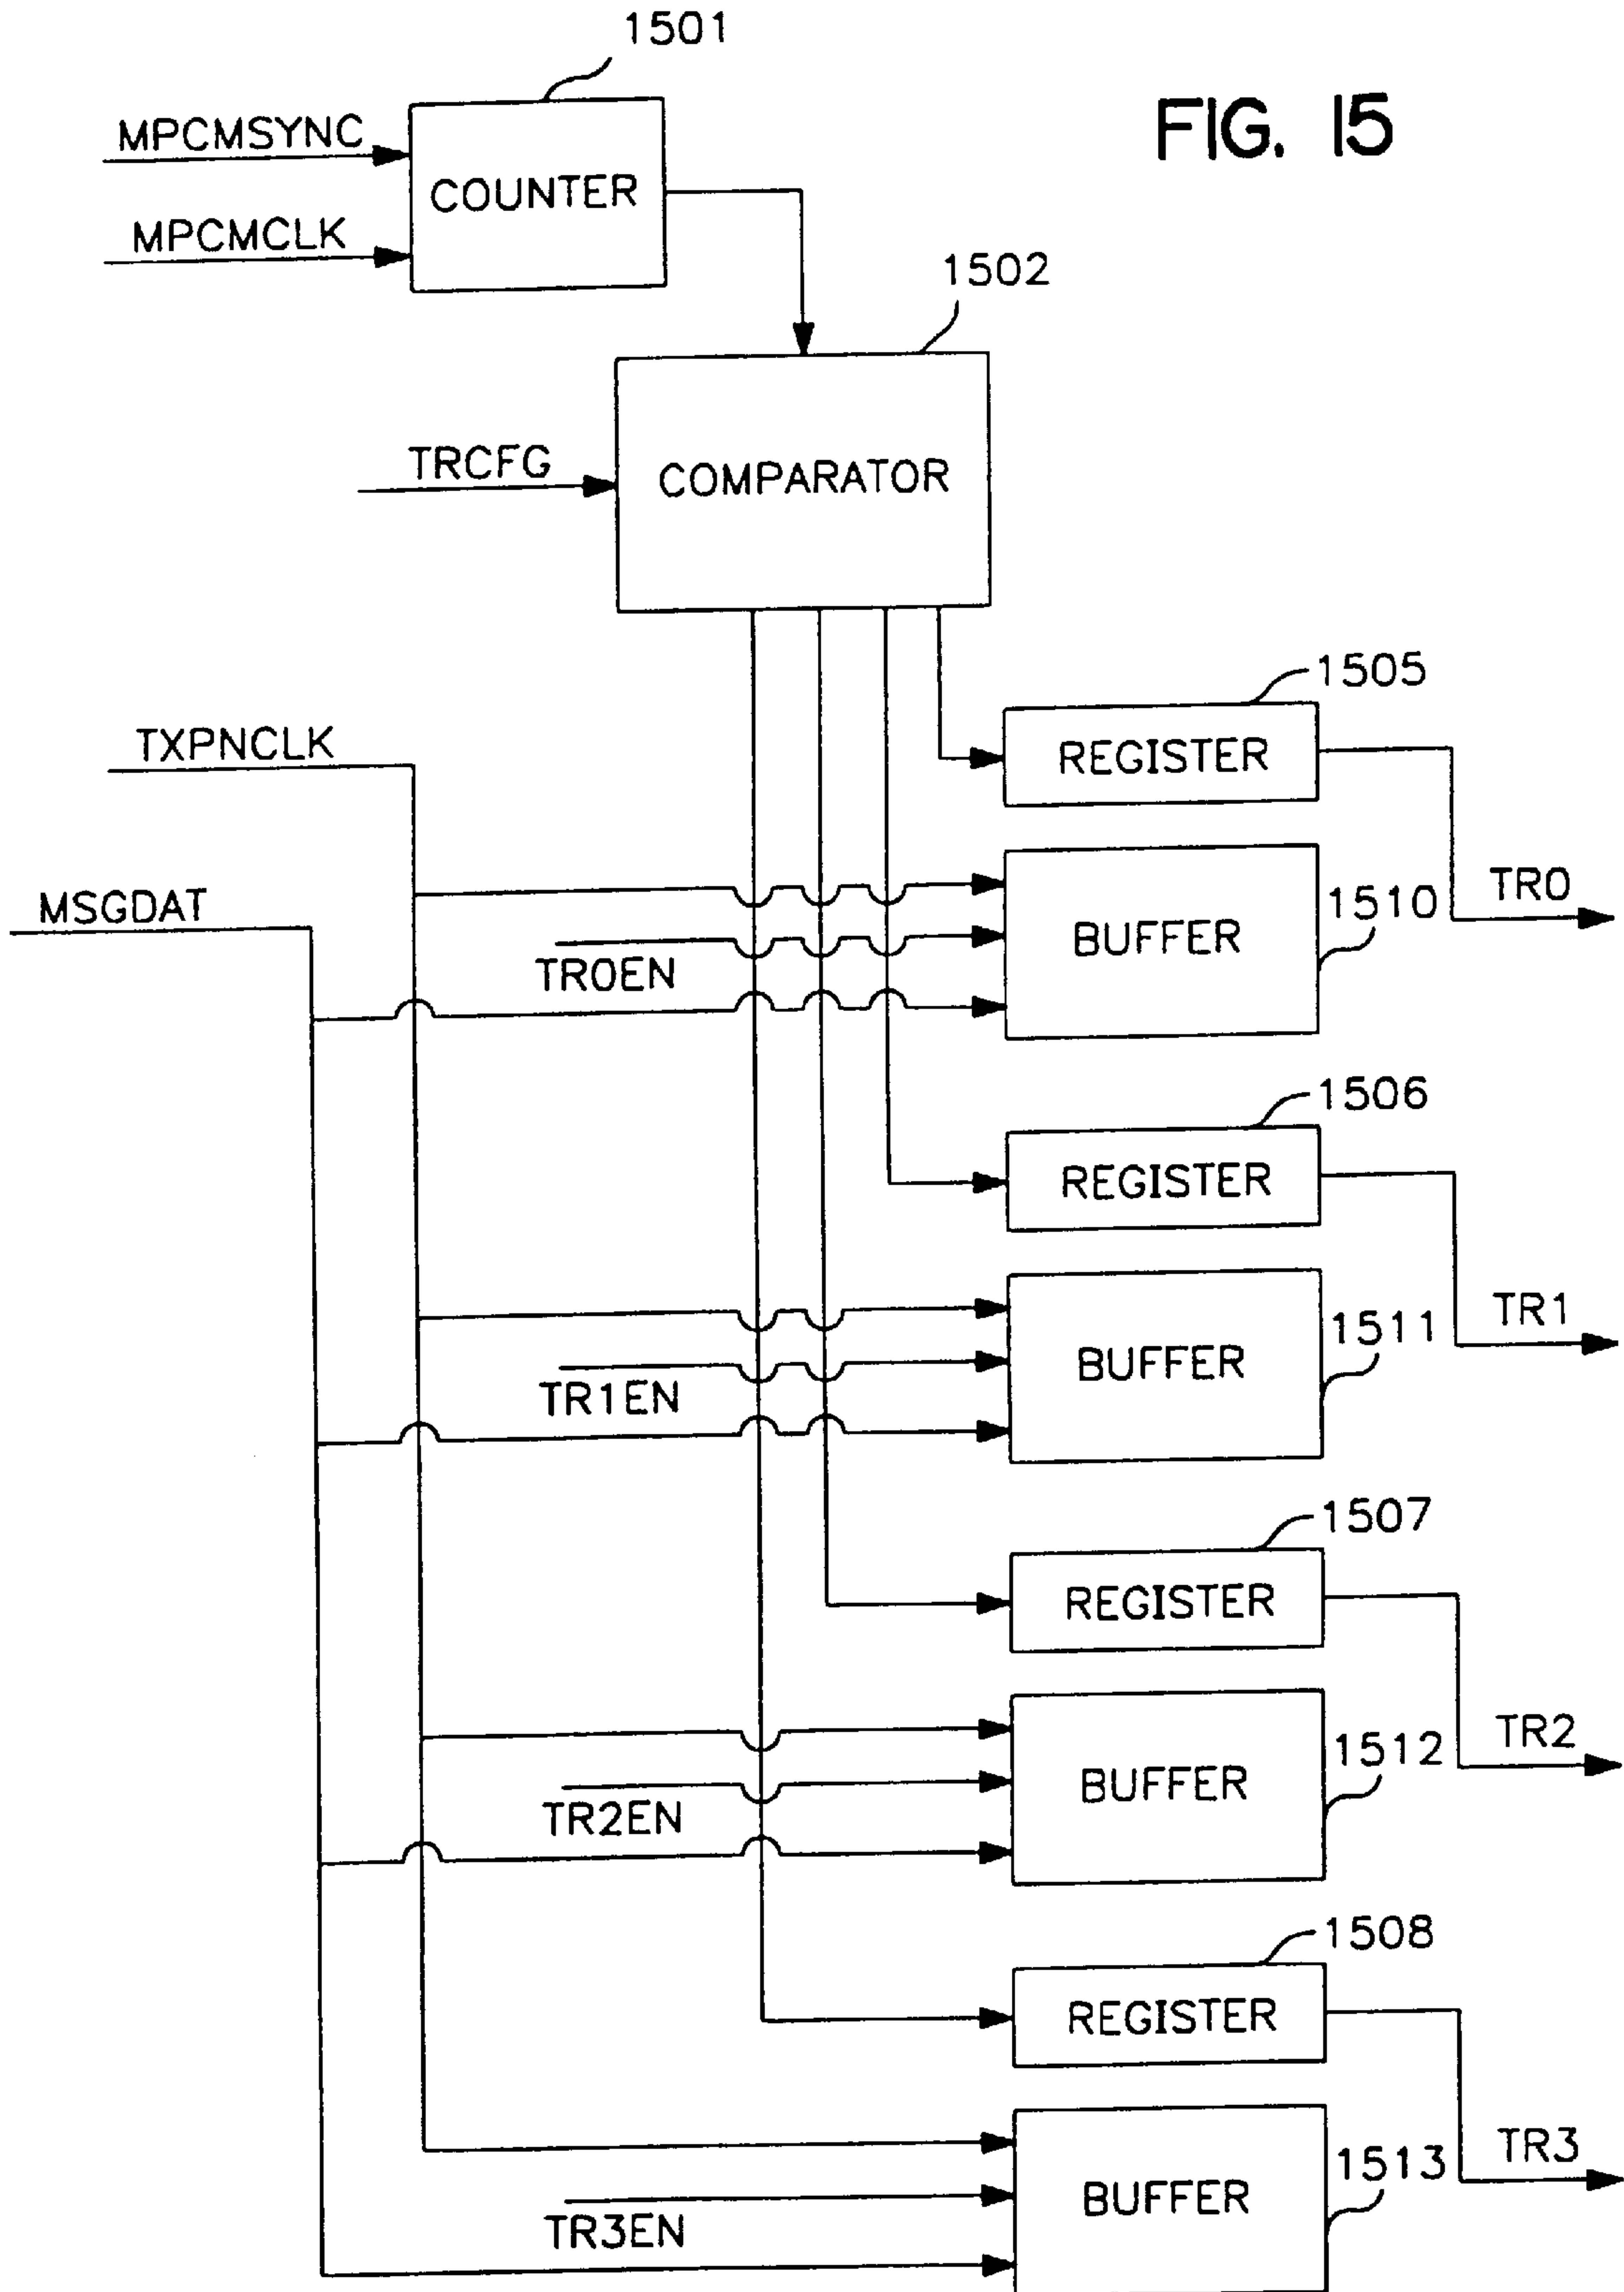 1501
FIG. 15
MPCMSYNC
COUNTER
MPCMCLK
1502
TRCFG
COMPARATOR
1505
TXPNCLK
REGISTER
MSGDAT
TR0
1510
BUFFER
TR0EN
1506
REGISTER
TR1
1511
BUFFER
TR1EN
1507
REGISTER
TR2
1512
BUFFER
TR2EN
1508
REGISTER
TR3
1513
BUFFER
TR3EN